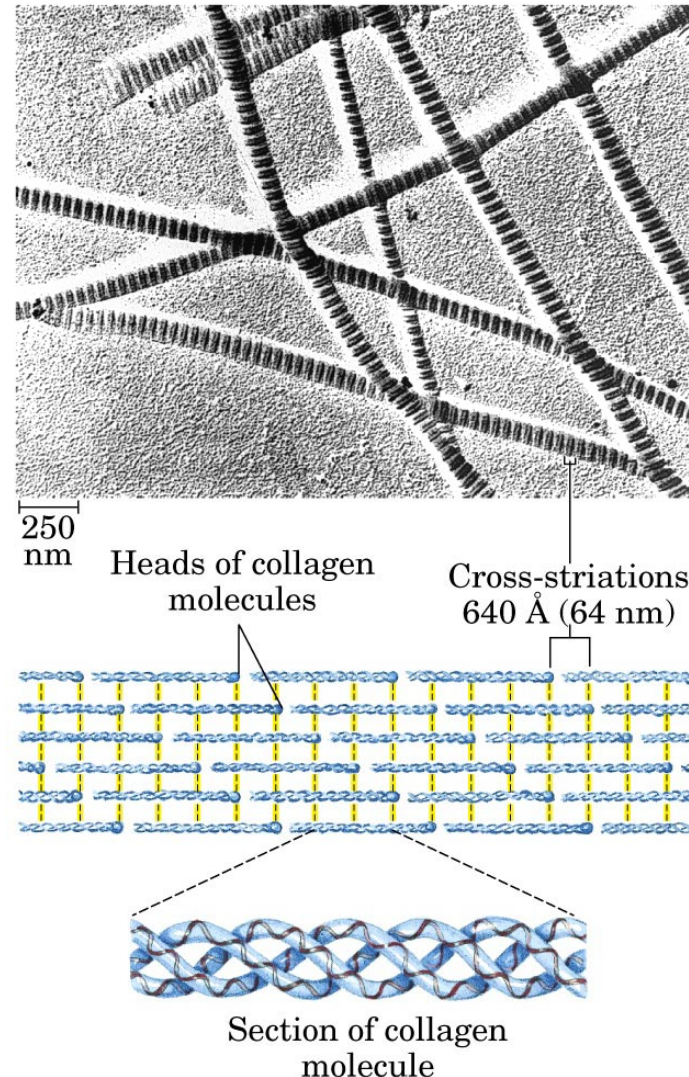 250
nm
Heads of collagen
molecules
Cross-striations
640 Å (64 nm)
Section of collagen
molecule